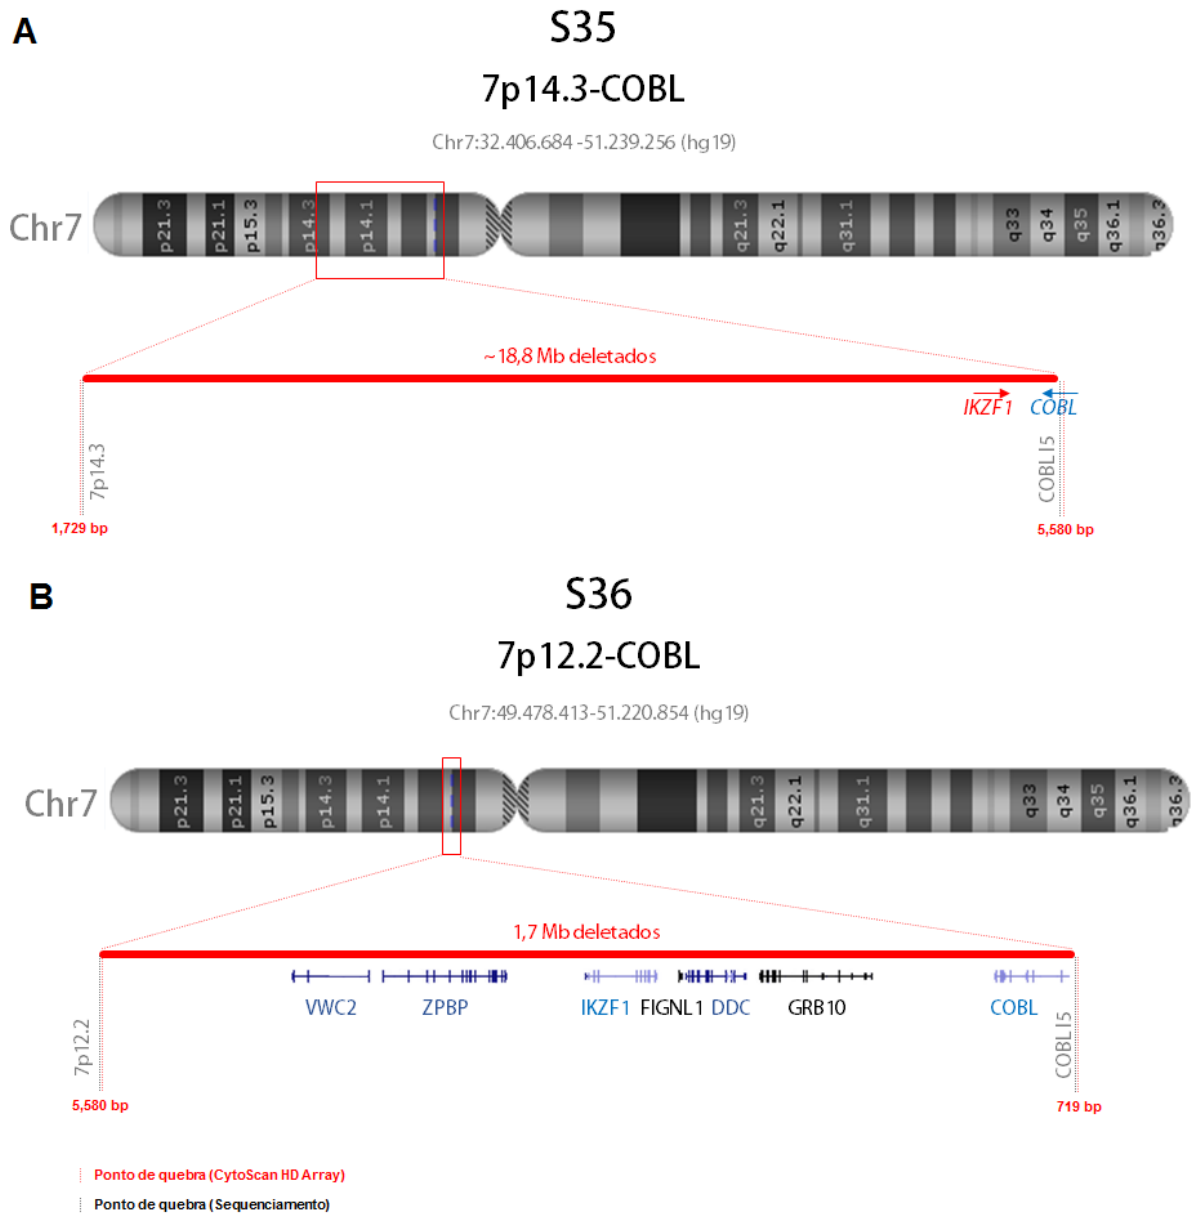 A
S35
7p14.3-COBL
Chr7:32.406.684 -51.239.256 (hg19)
Chr7
p21.3
p21.1
p15.3
p14.3
p14.1
q21.3
q22.1
q31.1
q33
q34
q35
q36.1
q36.3
~18,8 Mb deletados
IKZF1
COBL
7p14.3
COBL I5
1,729 bp
5,580 bp
B
S36
7p12.2-COBL
Chr7:49.478.413-51.220.854 (hg19)
Chr7
p21.3
p21.1
p15.3
p14.3
p14.1
q21.3
q22.1
q31.1
q33
q34
q35
q36.1
q36.3
1,7 Mb deletados
VWC2
ZPBP
IKZF1
FIGNL1
DDC
GRB10
COBL
7p12.2
COBL I5
5,580 bp
719 bp
Ponto de quebra (CytoScan HD Array)
Ponto de quebra (Sequenciamento)